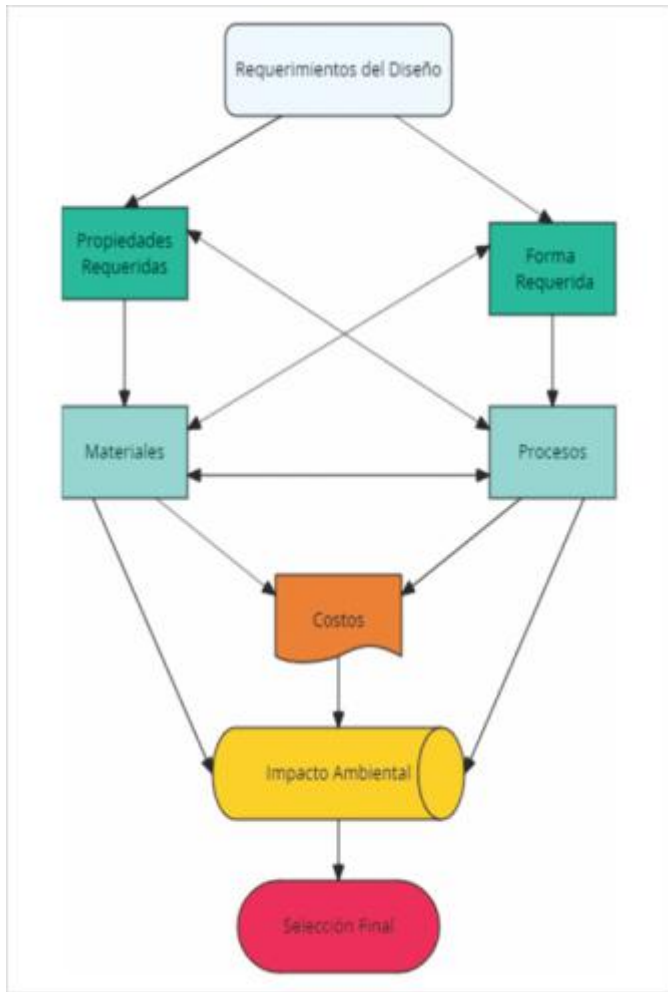 Requerimientos del Diseño
Propiedades
Requeridas
Forma
Requerida
Materiales
Procesos
Costos
Impacto Ambiental
Selección Final